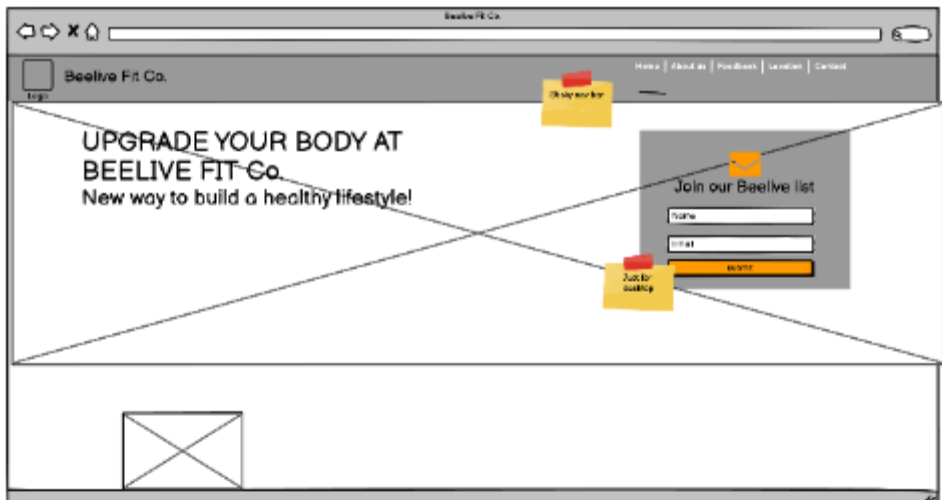 Beelive Fit Co.
Beelive Fit Co.
Logo
Home | About us | Feedback | Location | Contact
Sticky nav bar
UPGRADE YOUR BODY AT
BEELIVE FIT Co.
New way to build a healthy lifestyle!
Join our Beelive list
Name
Email
SUBMIT
Just for
desktop